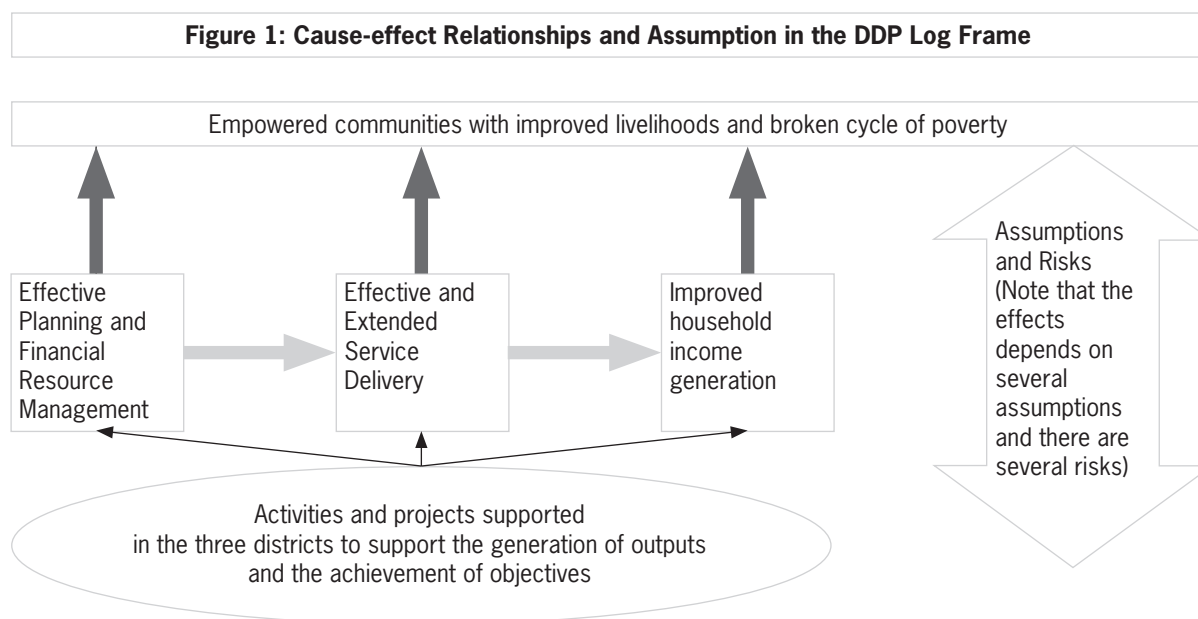 Figure 1: Cause-effect Relationships and Assumption in the DDP Log Frame
Empowered communities with improved livelihoods and broken cycle of poverty
Effective
Planning and
Financial
Resource
Management
Effective and
Extended
Service
Delivery
Improved
household
income
generation
Assumptions
and Risks
(Note that the
effects
depends on
several
assumptions
and there are
several risks)
Activities and projects supported
in the three districts to support the generation of outputs
and the achievement of objectives